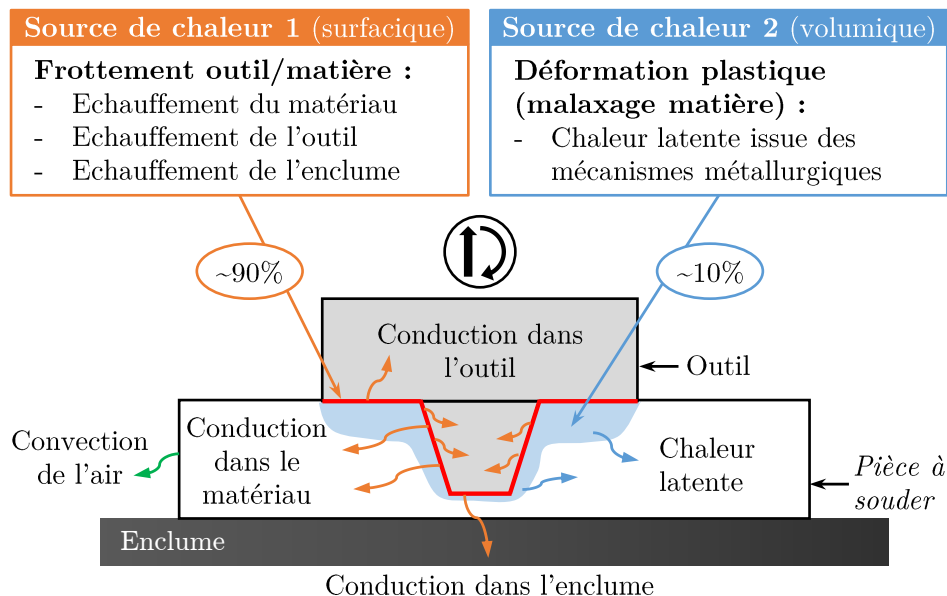 Source de chaleur 1 (surfacique)
Frottement outil/matière :
- Echauffement du matériau
- Echauffement de l'outil
- Echauffement de l'enclume
Source de chaleur 2 (volumique)
Déformation plastique
(malaxage matière) :
- Chaleur latente issue des
mécanismes métallurgiques
~90%
~10%
Conduction dans
l'outil
Outil
Convection
de l'air
Conduction
dans le
matériau
Chaleur
latente
Pièce à
souder
Enclume
Conduction dans l'enclume